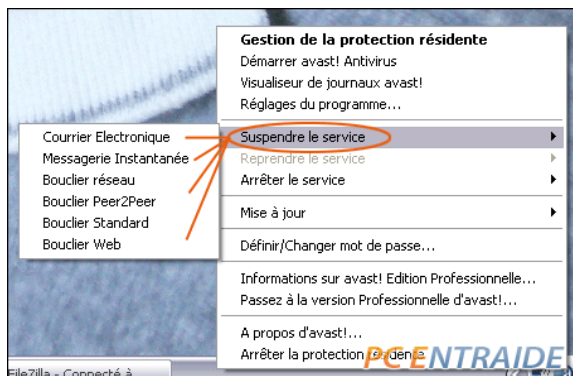 Gestion de la protection résidente
Démarrer avast! Antivirus
Visualiseur de journaux avast!
Réglages du programme...
Suspendre le service
Reprendre le service
Arrêter le service
Mise à jour
Définir/Changer mot de passe...
Informations sur avast! Edition Professionnelle...
Passez à la version Professionnelle d'avast!...
A propos d'avast!...
Arrêter la protection résidente
Courrier Electronique
Messagerie Instantanée
Bouclier réseau
Bouclier Peer2Peer
Bouclier Standard
Bouclier Web
PCENTRAIDE
FileZilla - Connecté à